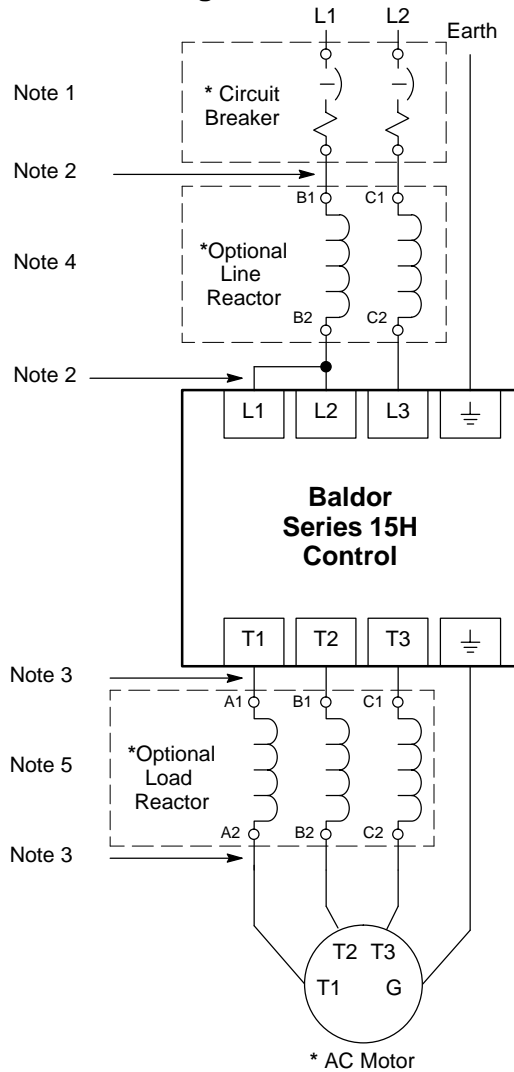 L1 L2
Earth
Note 1
* Circuit
Breaker
Note 2
B1 C1
Note 4
*Optional
Line
Reactor
B2 C2
Note 2
L1 L2 L3
Baldor
Series 15H
Control
T1 T2 T3
Note 3
A1 B1 C1
Note 5
*Optional
Load
Reactor
A2 B2 C2
Note 3
T2 T3
T1 G
* AC Motor